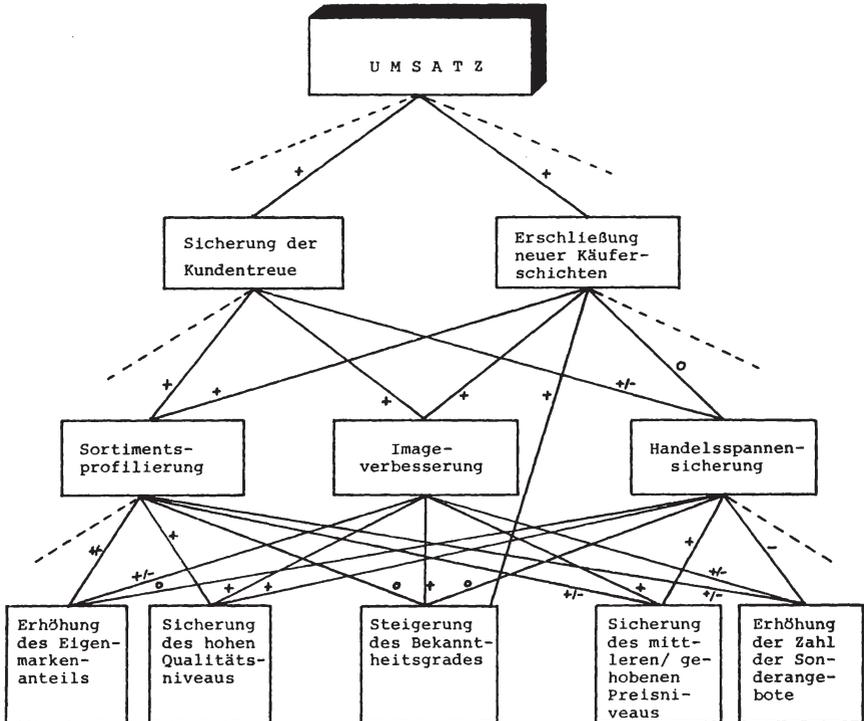 U M S A T Z
+
+
Sicherung der
Kundentreue
Erschließung
neuer Käufer-
schichten
+
+
+
+
+
+/-
o
Sortiments-
profilierung
Image-
verbesserung
Handelsspannen-
sicherung
+/-
+
+/-
o
+
+
o
+
o
+/-
+
+
+/-
+/-
-
Erhöhung
des Eigen-
marken-
anteils
Sicherung
des hohen
Qualitäts-
niveaus
Steigerung
des Bekannt-
heitsgrades
Sicherung
des mitt-
leren/ ge-
hobenen
Preisni-
veaus
Erhöhung
der Zahl
der Son-
derange-
bote